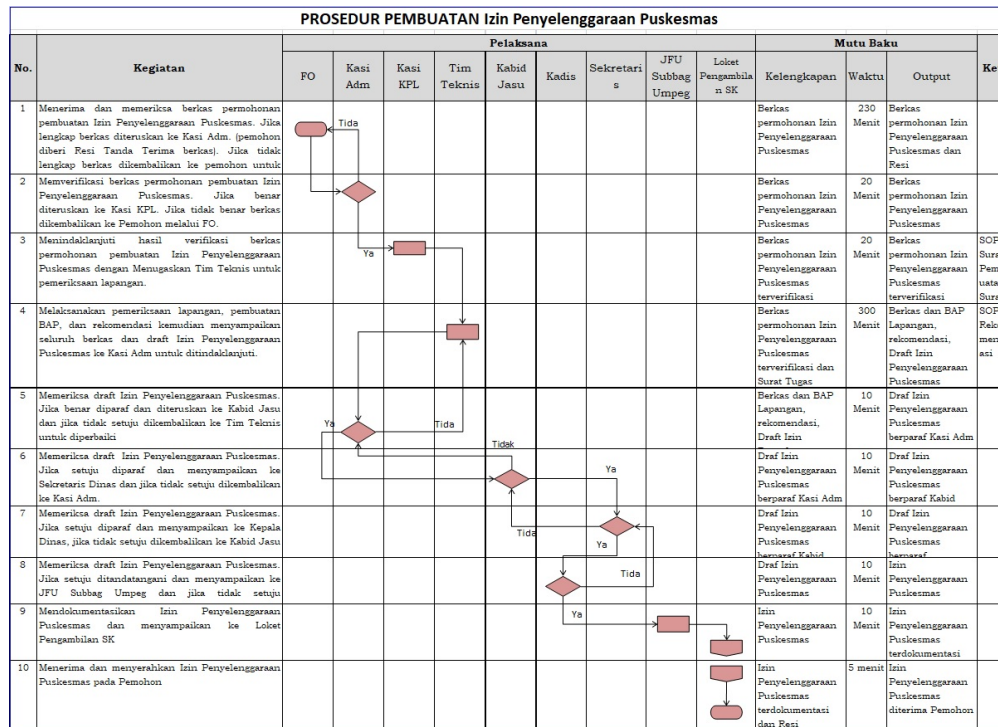 PROSEDUR PEMBUATAN Izin Penyelenggaraan Puskesmas
No.
Kegiatan
Pelaksana
Mutu Baku
FO
Kasi
Adm
Kasi
KPL
Tim
Teknis
Kabid
Jasu
Kadis
Sekretari
s
JFU
Subbag
Umpeg
Loket
Pengambila
n SK
Kelengkapan
Waktu
Output
Ket
1
Menerima dan memeriksa berkas permohonan
pembuatan Izin Penyelenggaraan Puskesmas. Jika
lengkap berkas diteruskan ke Kasi Adm. (pemohon
diberi Resi Tanda Terima berkas). Jika tidak
lengkap berkas dikembalikan ke pemohon untuk
Tida
Berkas
permohonan Izin
Penyelenggaraan
Puskesmas
230
Menit
Berkas
permohonan Izin
Penyelenggaraan
Puskesmas dan
Resi
2
Memverifikasi berkas permohonan pembuatan Izin
Penyelenggaraan Puskesmas. Jika benar
diteruskan ke Kasi KPL. Jika tidak benar berkas
dikembalikan ke Pemohon melalui FO.
Berkas
permohonan Izin
Penyelenggaraan
Puskesmas
20
Menit
Berkas
permohonan Izin
Penyelenggaraan
Puskesmas
3
Menindaklanjuti hasil verifikasi berkas
permohonan pembuatan Izin Penyelenggaraan
Puskesmas dengan Menugaskan Tim Teknis untuk
pemeriksaan lapangan.
Ya
Berkas
permohonan Izin
Penyelenggaraan
Puskesmas
terverifikasi
20
Menit
Berkas
permohonan Izin
Penyelenggaraan
Puskesmas
terverifikasi
SOP
Sura
Pem
uata
Sura
4
Melaksanakan pemeriksaan lapangan, pembuatan
BAP, dan rekomendasi kemudian menyampaikan
seluruh berkas dan draft Izin Penyelenggaraan
Puskesmas ke Kasi Adm untuk ditindaklanjuti.
Berkas
permohonan Izin
Penyelenggaraan
Puskesmas
terverifikasi dan
Surat Tugas
300
Menit
Berkas dan BAP
Lapangan,
rekomendasi,
Draft Izin
Penyelenggaraan
Puskesmas
SOP
Reko
men
asi
5
Memeriksa draft Izin Penyelenggaraan Puskesmas.
Jika benar diparaf dan diteruskan ke Kabid Jasu
dan jika tidak setuju dikembalikan ke Tim Teknis
untuk diperbaiki
Ya
Tida
Berkas dan BAP
Lapangan,
rekomendasi,
Draft Izin
10
Menit
Draf Izin
Penyelenggaraan
Puskesmas
berparaf Kasi Adm
6
Memeriksa draft Izin Penyelenggaraan Puskesmas.
Jika setuju diparaf dan menyampaikan ke
Sekretaris Dinas dan jika tidak setuju dikembalikan
ke Kasi Adm.
Tidak
Ya
Draf Izin
Penyelenggaraan
Puskesmas
berparaf Kasi Adm
10
Menit
Draf Izin
Penyelenggaraan
Puskesmas
berparaf Kabid
7
Memeriksa draft Izin Penyelenggaraan Puskesmas.
Jika setuju diparaf dan menyampaikan ke Kepala
Dinas, jika tidak setuju dikembalikan ke Kabid Jasu
Tida
Ya
Draf Izin
Penyelenggaraan
Puskesmas
berparaf Kabid
10
Menit
Draf Izin
Penyelenggaraan
Puskesmas
berparaf
8
Memeriksa draft Izin Penyelenggaraan Puskesmas.
Jika setuju ditandatangani dan menyampaikan ke
JFU Subbag Umpeg dan jika tidak setuju
Tida
Draf Izin
Penyelenggaraan
Puskesmas
10
Menit
Izin
Penyelenggaraan
Puskesmas
9
Mendokumentasikan Izin Penyelenggaraan
Puskesmas dan menyampaikan ke Loket
Pengambilan SK
Ya
Izin
Penyelenggaraan
Puskesmas
10
Menit
Izin
Penyelenggaraan
Puskesmas
terdokumentasi
10
Menerima dan menyerahkan Izin Penyelenggaraan
Puskesmas pada Pemohon
Izin
Penyelenggaraan
Puskesmas
terdokumentasi
dan Resi
5 menit
Izin
Penyelenggaraan
Puskesmas
diterima Pemohon